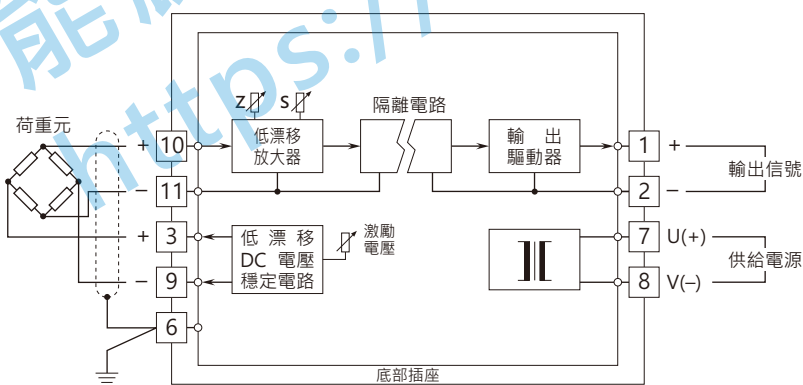 能
https://
荷重元
Z
S
隔離電路
低漂移
放大器
輸出
驅動器
+ 10
− 11
+ 3
− 9
6
低漂移
DC 電壓
穩定電路
激勵
電壓
1 +
2 −
輸出信號
7 U(+)
8 V(−)
供給電源
底部插座